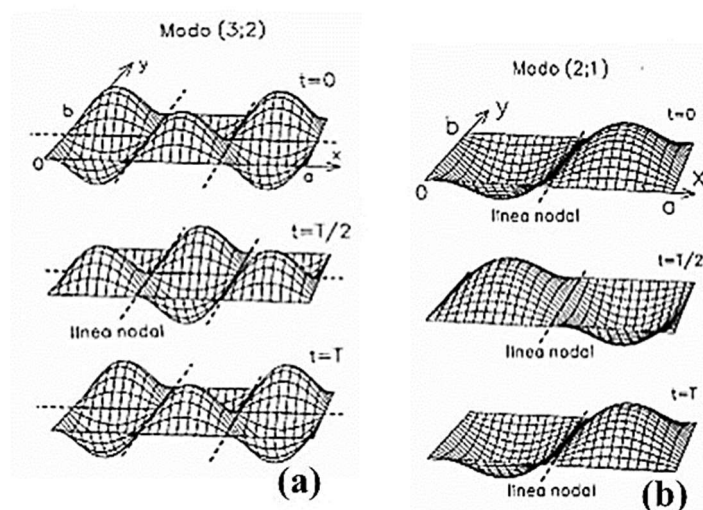 Modo (3;2)
y
t=0
b
0
a
x
t=T/2
línea nodal
t=T
(a)
Modo (2;1)
y
t=0
b
0
x
a
línea nodal
t=T/2
línea nodal
t=T
línea nodal
(b)